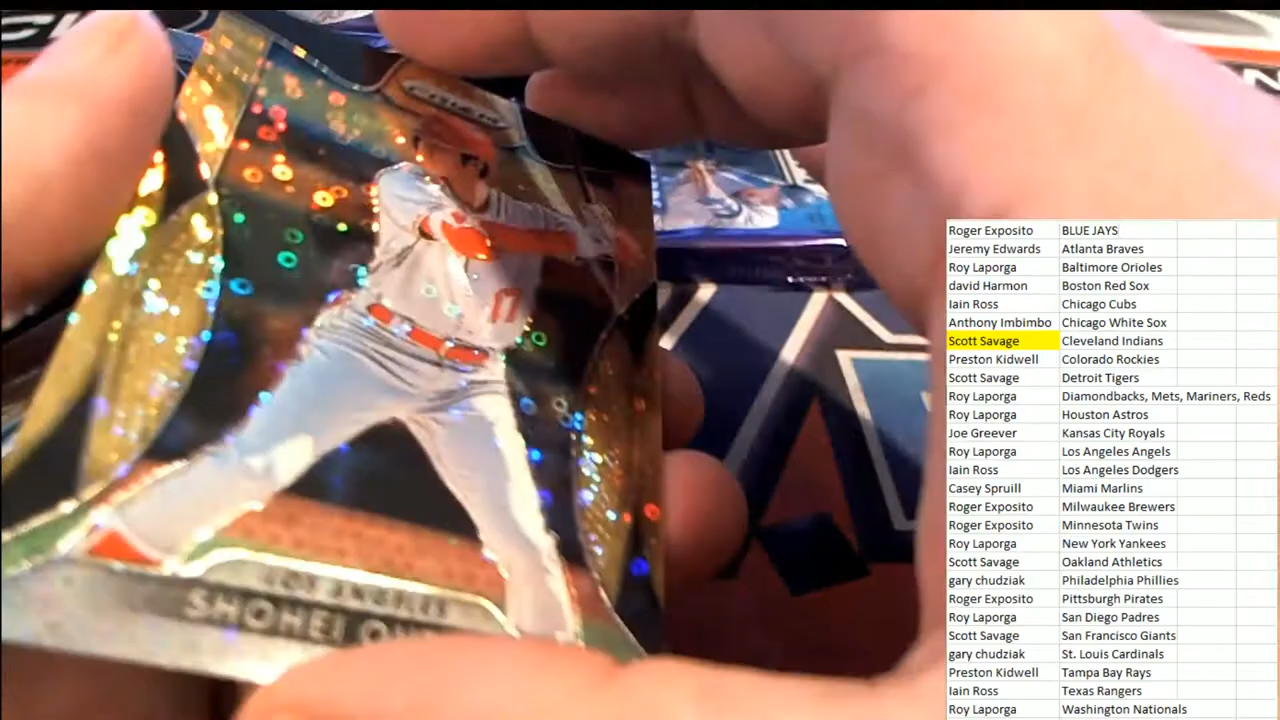 PRIZM
17
LOS ANGELES
SHOHEI
Roger Exposito BLUE JAYS
Jeremy Edwards Atlanta Braves
Roy Laporga Baltimore Orioles
david Harmon Boston Red Sox
Iain Ross Chicago Cubs
Anthony Imbimbo Chicago White Sox
Scott Savage Cleveland Indians
Preston Kidwell Colorado Rockies
Scott Savage Detroit Tigers
Roy Laporga Diamondbacks, Mets, Mariners, Reds
Roy Laporga Houston Astros
Joe Greever Kansas City Royals
Roy Laporga Los Angeles Angels
Iain Ross Los Angeles Dodgers
Casey Spruill Miami Marlins
Roger Exposito Milwaukee Brewers
Roger Exposito Minnesota Twins
Roy Laporga New York Yankees
Scott Savage Oakland Athletics
gary chudziak Philadelphia Phillies
Roger Exposito Pittsburgh Pirates
Roy Laporga San Diego Padres
Scott Savage San Francisco Giants
gary chudziak St. Louis Cardinals
Preston Kidwell Tampa Bay Rays
Iain Ross Texas Rangers
Roy Laporga Washington Nationals